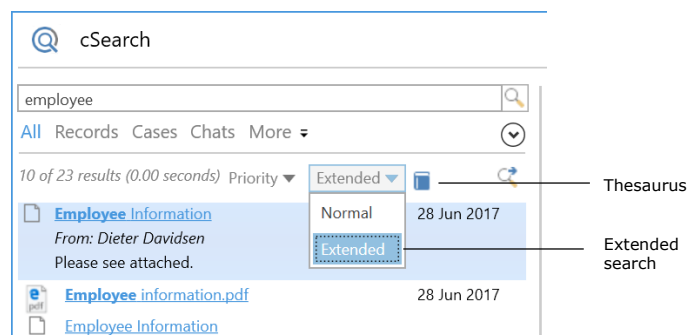 cSearch
employee
All Records Cases Chats More
10 of 23 results (0.00 seconds) Priority Extended
Thesaurus
Normal
Employee Information 28 Jun 2017
From: Dieter Davidsen
Extended
Extended
search
Please see attached.
e
pdf
Employee information.pdf 28 Jun 2017
Employee Information